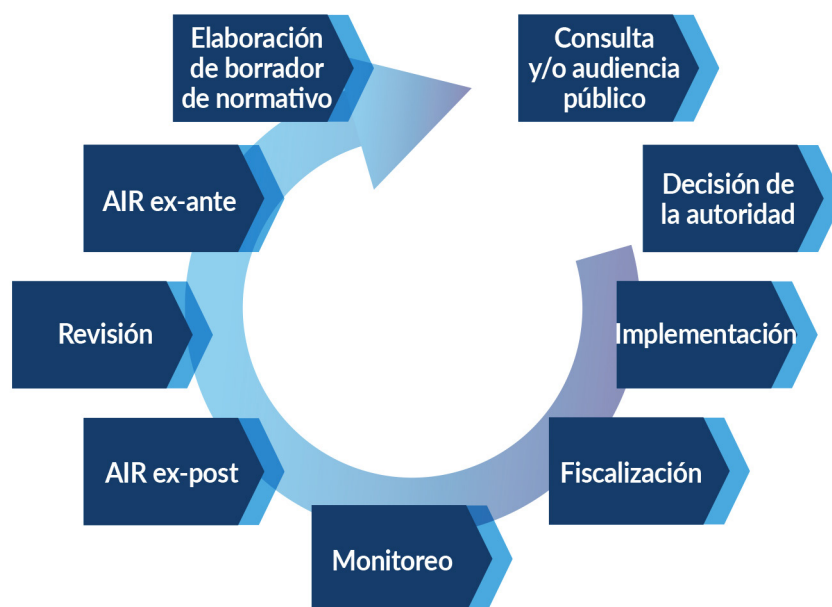 Elaboración
de borrador
de normativo
Consulta
y/o audiencia
público
AIR ex-ante
Decisión de
la autoridad
Revisión
Implementación
AIR ex-post
Fiscalización
Monitoreo